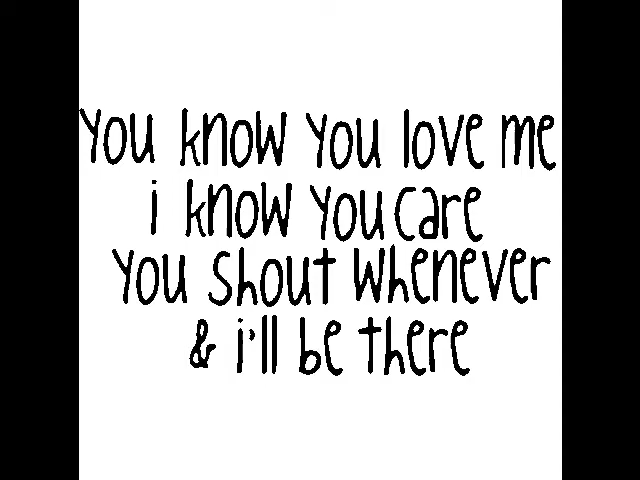 you know you love me
i know you care
you shout whenever
& i'll be there